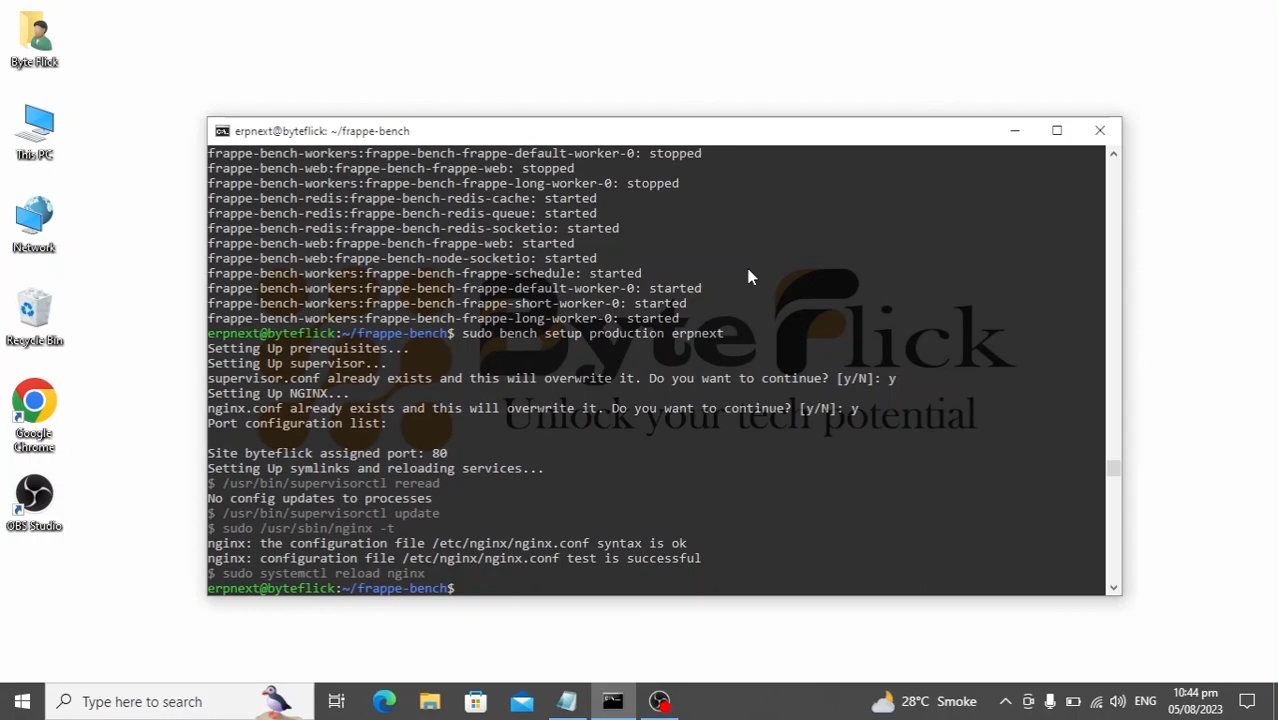 Byte Flick
This PC
Network
Recycle Bin
Google
Chrome
OBS Studio
erpnext@byteflick: ~/frappe-bench
frappe-bench-workers:frappe-bench-frappe-default-worker-0: stopped
frappe-bench-web:frappe-bench-frappe-web: stopped
frappe-bench-workers:frappe-bench-frappe-long-worker-0: stopped
frappe-bench-redis:frappe-bench-redis-cache: started
frappe-bench-redis:frappe-bench-redis-queue: started
frappe-bench-redis:frappe-bench-redis-socketio: started
frappe-bench-web:frappe-bench-frappe-web: started
frappe-bench-web:frappe-bench-node-socketio: started
frappe-bench-workers:frappe-bench-frappe-schedule: started
frappe-bench-workers:frappe-bench-frappe-default-worker-0: started
frappe-bench-workers:frappe-bench-frappe-short-worker-0: started
frappe-bench-workers:frappe-bench-frappe-long-worker-0: started
erpnext@byteflick:~/frappe-bench$ sudo bench setup production erpnext
Setting Up prerequisites...
Setting Up supervisor...
supervisor.conf already exists and this will overwrite it. Do you want to continue? [y/N]: y
Setting Up NGINX...
nginx.conf already exists and this will overwrite it. Do you want to continue? [y/N]: y
Port configuration list:
Site byteflick assigned port: 80
Setting Up symlinks and reloading services...
$ /usr/bin/supervisorctl reread
No config updates to processes
$ /usr/bin/supervisorctl update
$ sudo /usr/sbin/nginx -t
nginx: the configuration file /etc/nginx/nginx.conf syntax is ok
nginx: configuration file /etc/nginx/nginx.conf test is successful
$ sudo systemctl reload nginx
erpnext@byteflick:~/frappe-bench$
Byte Flick
Unlock your tech potential
Type here to search
28°C Smoke
ENG
10:44 pm
05/08/2023